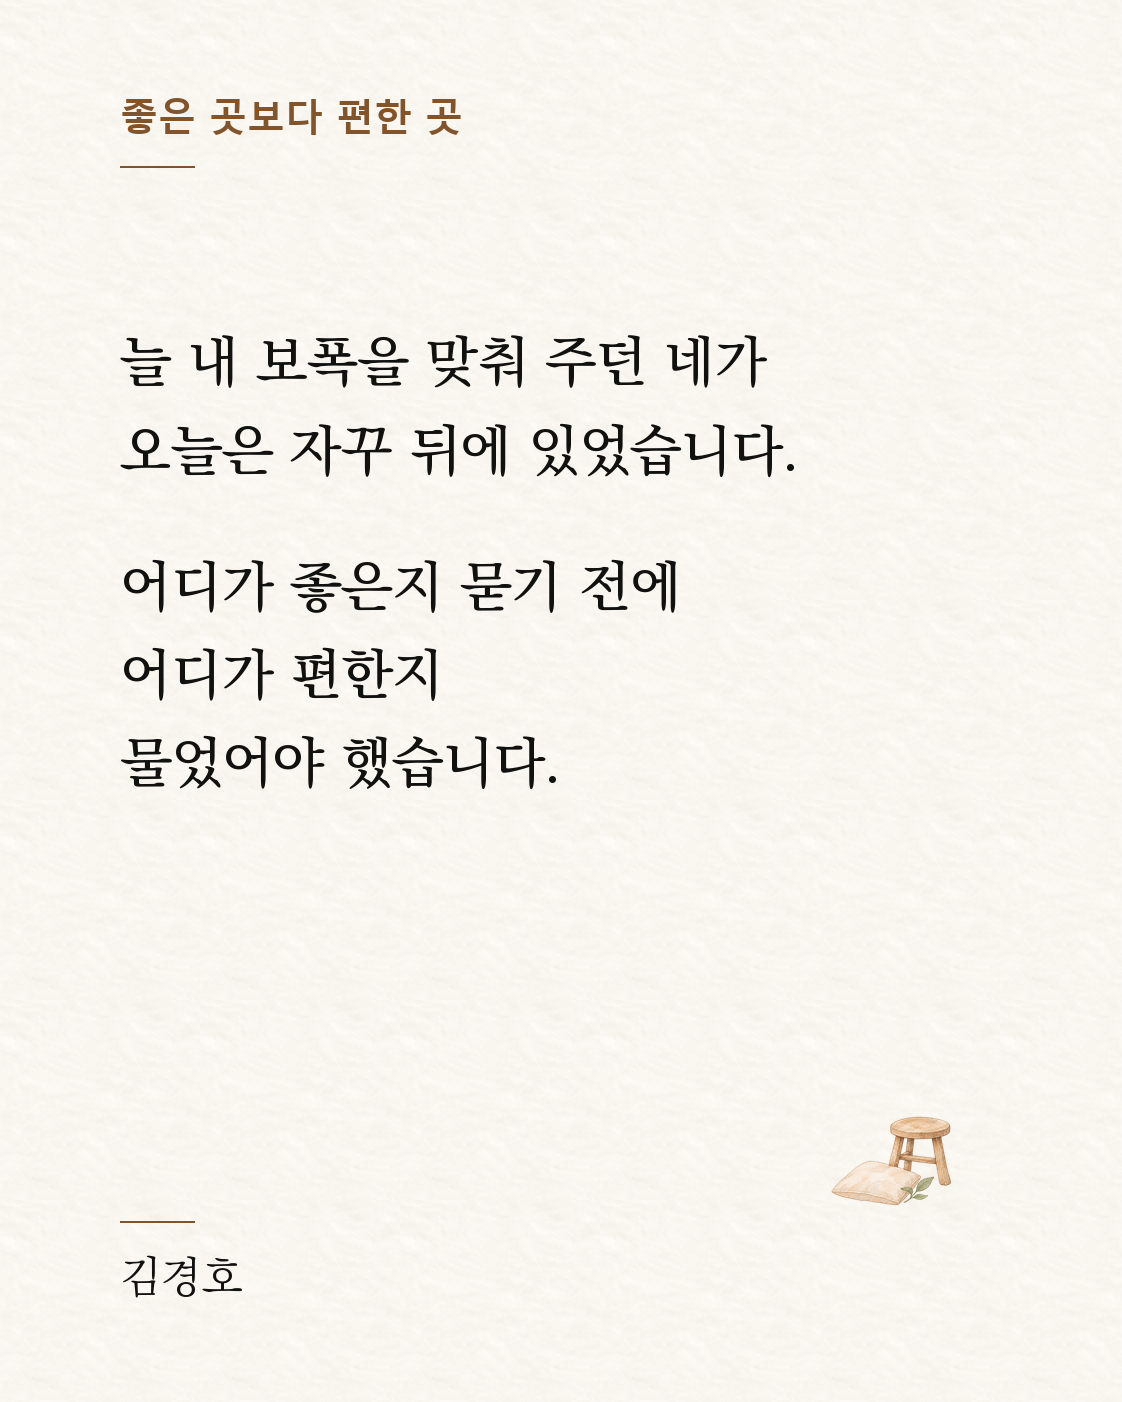 좋은 곳보다 편한 곳
늘 내 보폭을 맞춰 주던 네가
오늘은 자꾸 뒤에 있었습니다.
어디가 좋은지 묻기 전에
어디가 편한지
물었어야 했습니다.
김경호